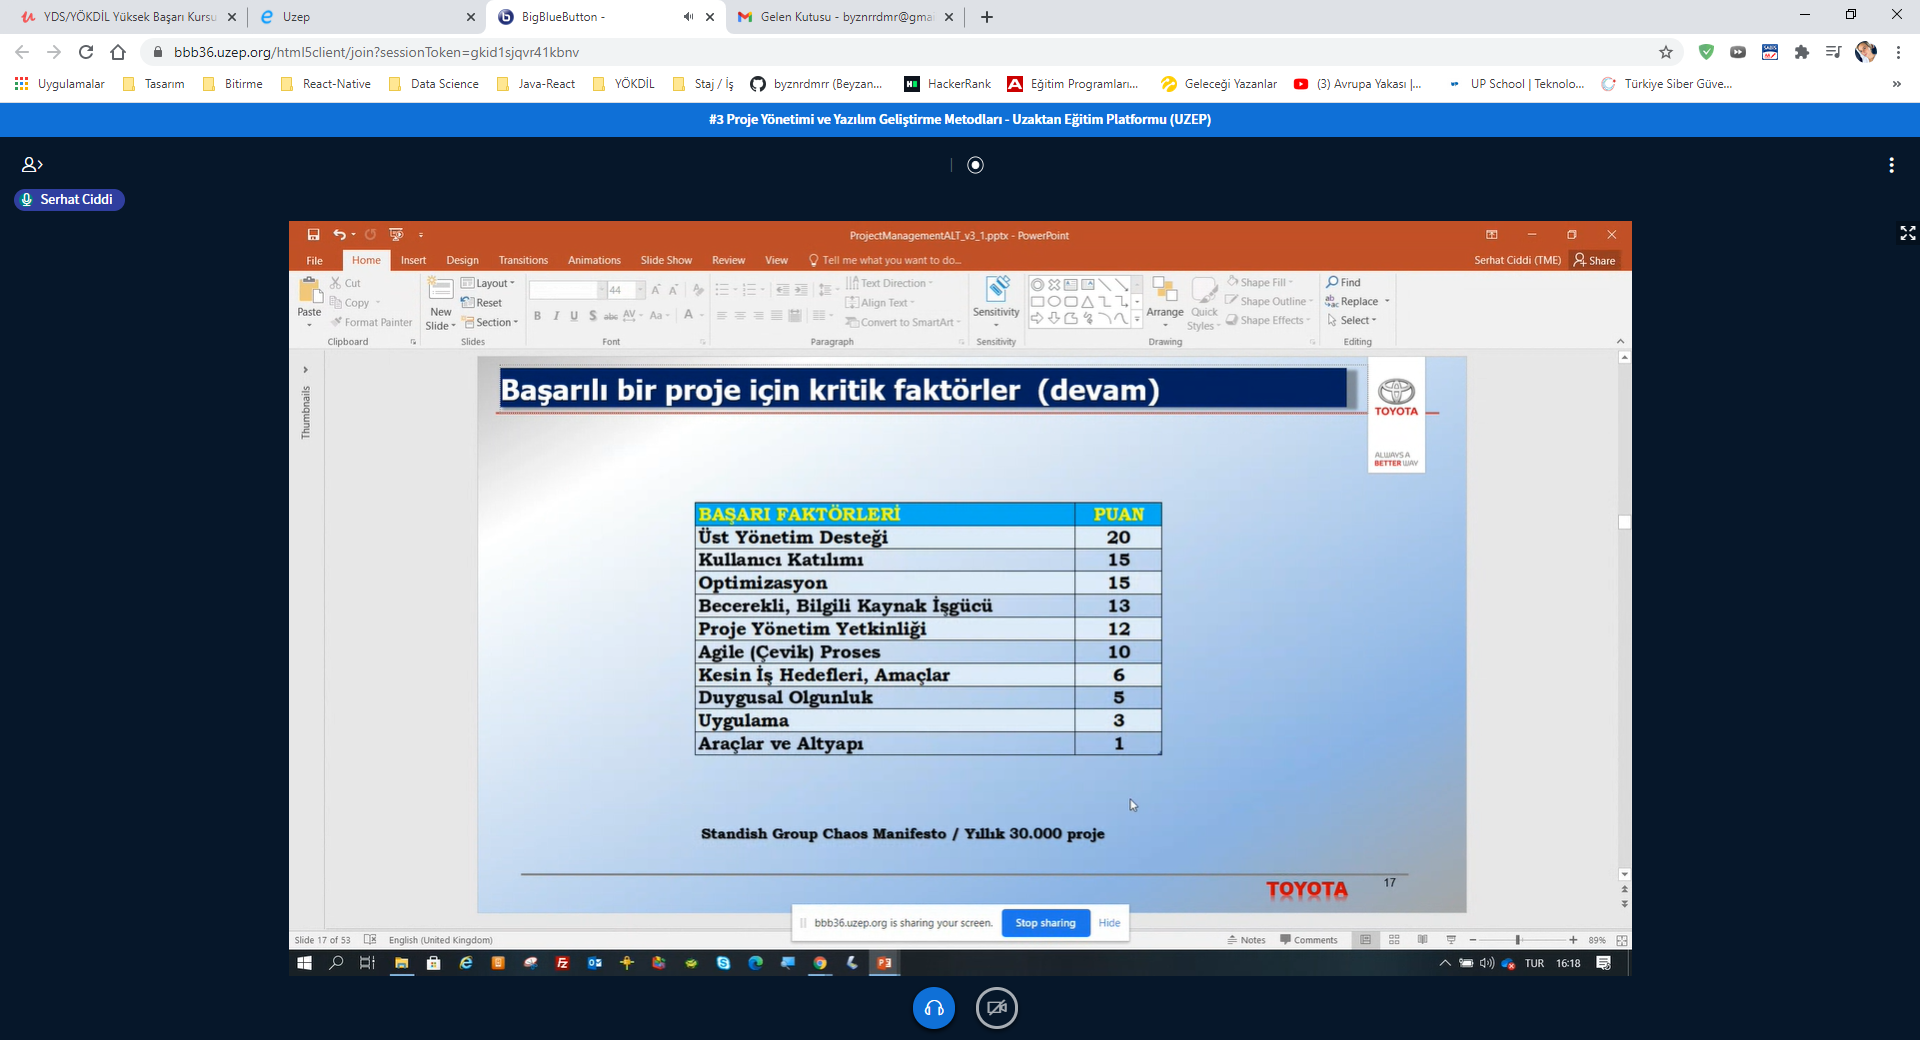 YDS/YÖKDİL Yüksek Başarı Kursu
Uzep
BigBlueButton -
Gelen Kutusu - byznrrdmr@gma
bbb36.uzep.org/html5client/join?sessionToken=gkid1sjqvr41kbnv
Uygulamalar
Tasarım
Bitirme
React-Native
Data Science
Java-React
YÖKDİL
Staj / İş
byznrdmrr (Beyzan...
HackerRank
Eğitim Programları...
Geleceği Yazanlar
(3) Avrupa Yakası |...
UP School | Teknolo...
Türkiye Siber Güve...
#3 Proje Yönetimi ve Yazılım Geliştirme Metodları - Uzaktan Eğitim Platformu (UZEP)
Serhat Ciddi
ProjectManagementALT_v3_1.pptx - PowerPoint
File
Home
Insert
Design
Transitions
Animations
Slide Show
Review
View
Tell me what you want to do...
Serhat Ciddi (TME)
Share
Paste
Cut
Copy
Format Painter
Clipboard
New Slide
Layout
Reset
Section
Slides
44
Font
Paragraph
Text Direction
Align Text
Convert to SmartArt
Sensitivity
Sensitivity
Arrange
Quick Styles
Shape Fill
Shape Outline
Shape Effects
Drawing
Find
Replace
Select
Editing
Thumbnails
Başarılı bir proje için kritik faktörler (devam)
TOYOTA
ALWAYS A
BETTER WAY
BAŞARI FAKTÖRLERİ PUAN
Üst Yönetim Desteği 20
Kullanıcı Katılımı 15
Optimizasyon 15
Becerekli, Bilgili Kaynak İşgücü 13
Proje Yönetim Yetkinliği 12
Agile (Çevik) Proses 10
Kesin İş Hedefleri, Amaçlar 6
Duygusal Olgunluk 5
Uygulama 3
Araçlar ve Altyapı 1
Standish Group Chaos Manifesto / Yıllık 30.000 proje
TOYOTA
17
bbb36.uzep.org is sharing your screen.
Stop sharing
Hide
Slide 17 of 53
English (United Kingdom)
Notes
Comments
89%
TUR
16:18